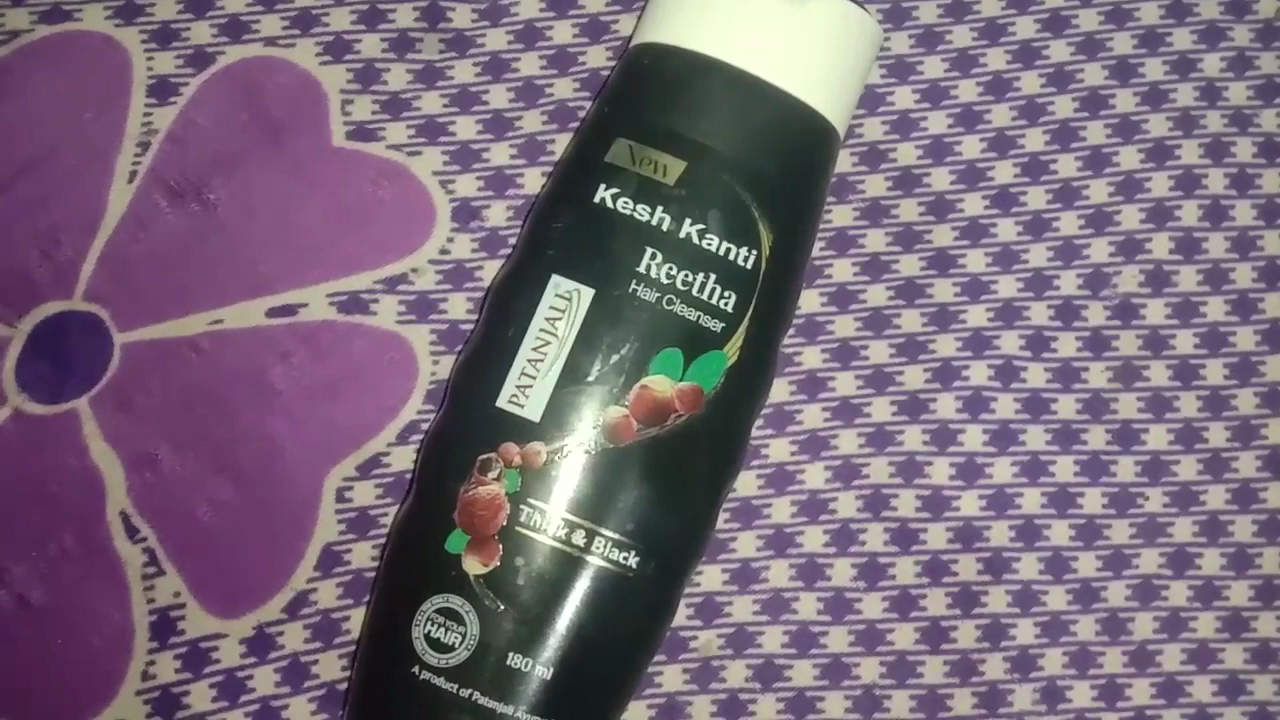 New
Kesh Kanti
Reetha
Hair Cleanser
PATANJALI®
Thick & Black
FOR YOUR
HAIR
180 ml
A product of Patanjali